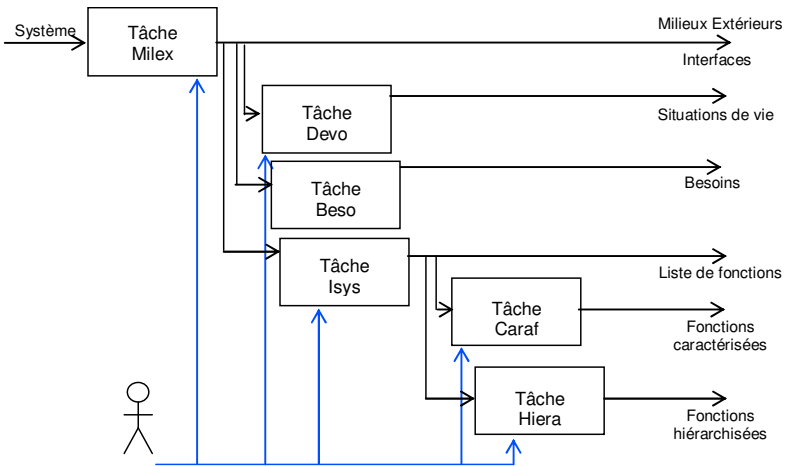 Système
Tâche
Milex
Milieux Extérieurs
Interfaces
Tâche
Devo
Situations de vie
Tâche
Beso
Besoins
Tâche
Isys
Liste de fonctions
Tâche
Caraf
Fonctions
caractérisées
Tâche
Hiera
Fonctions
hiérarchisées